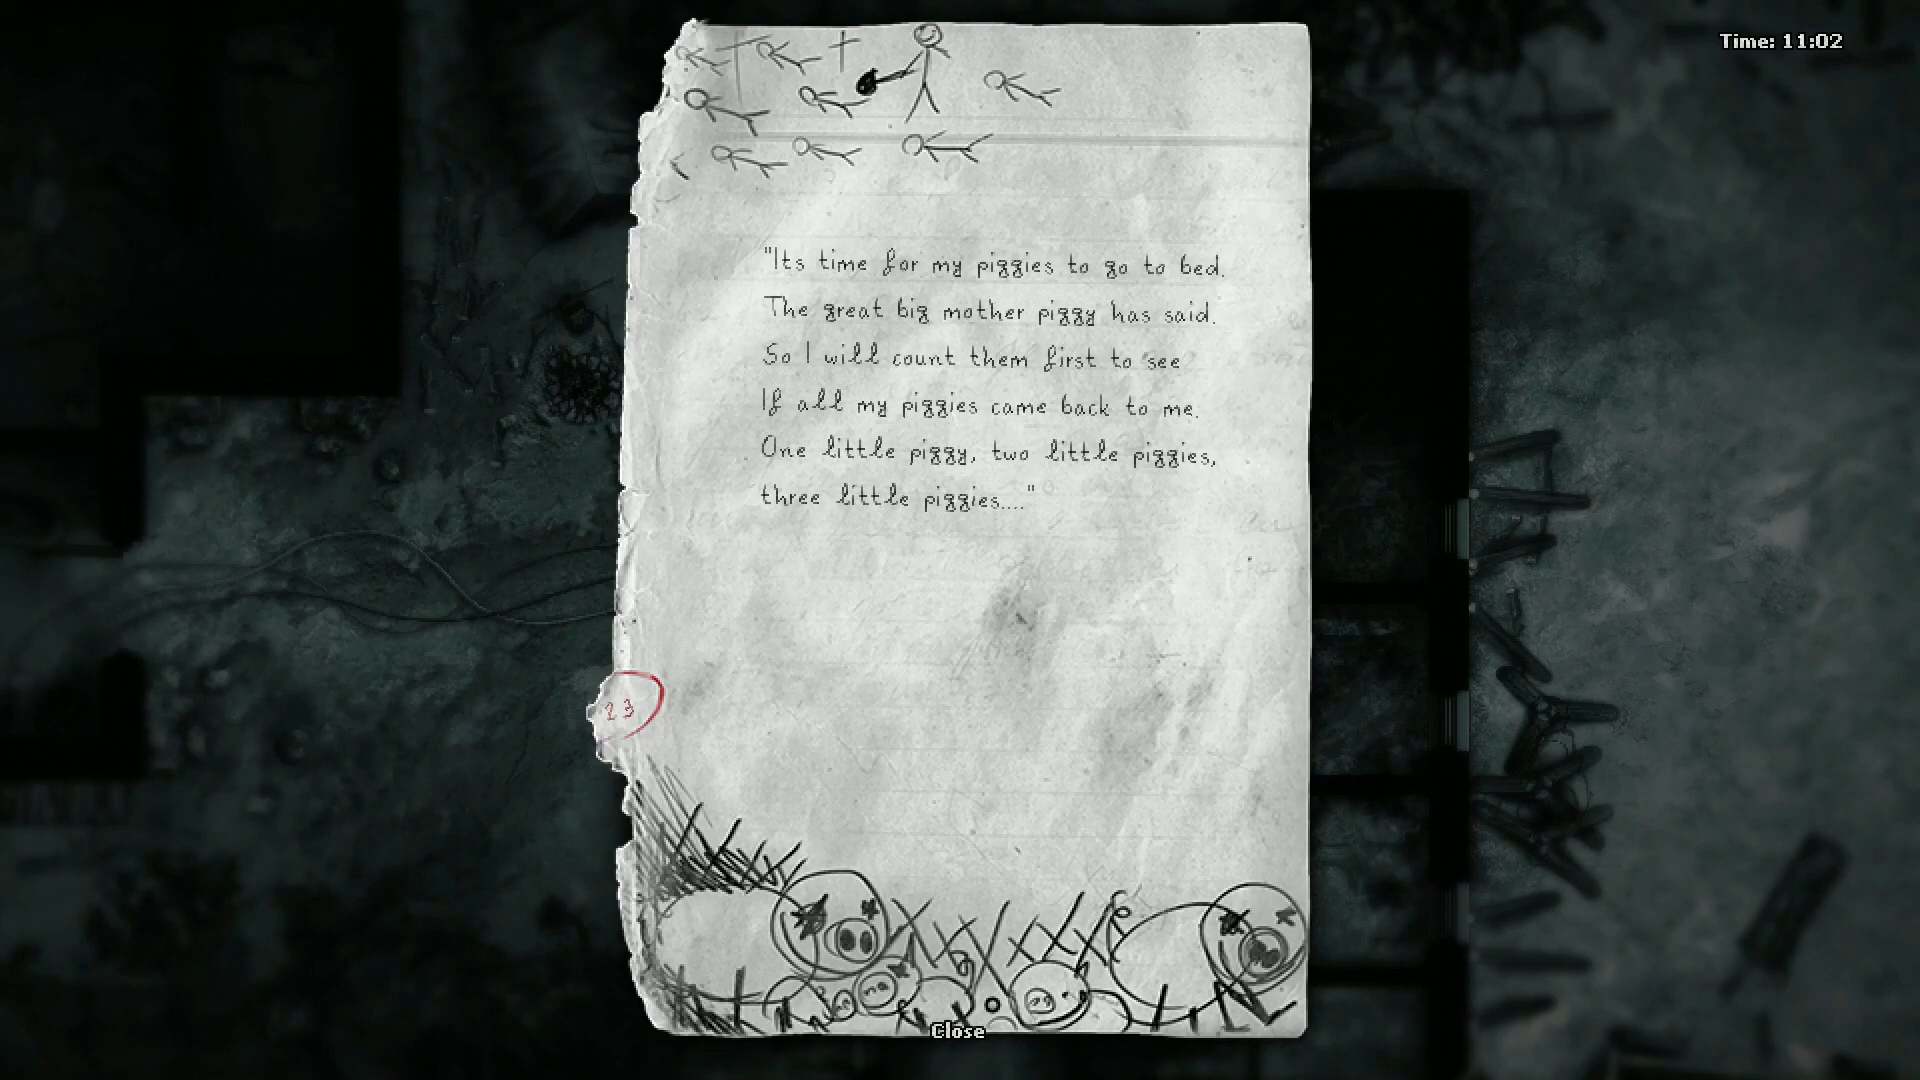 Time: 11:02
"Its time for my piggies to go to bed.
The great big mother piggy has said.
So I will count them first to see
If all my piggies came back to me.
One little piggy, two little piggies,
three little piggies...."
23
Close